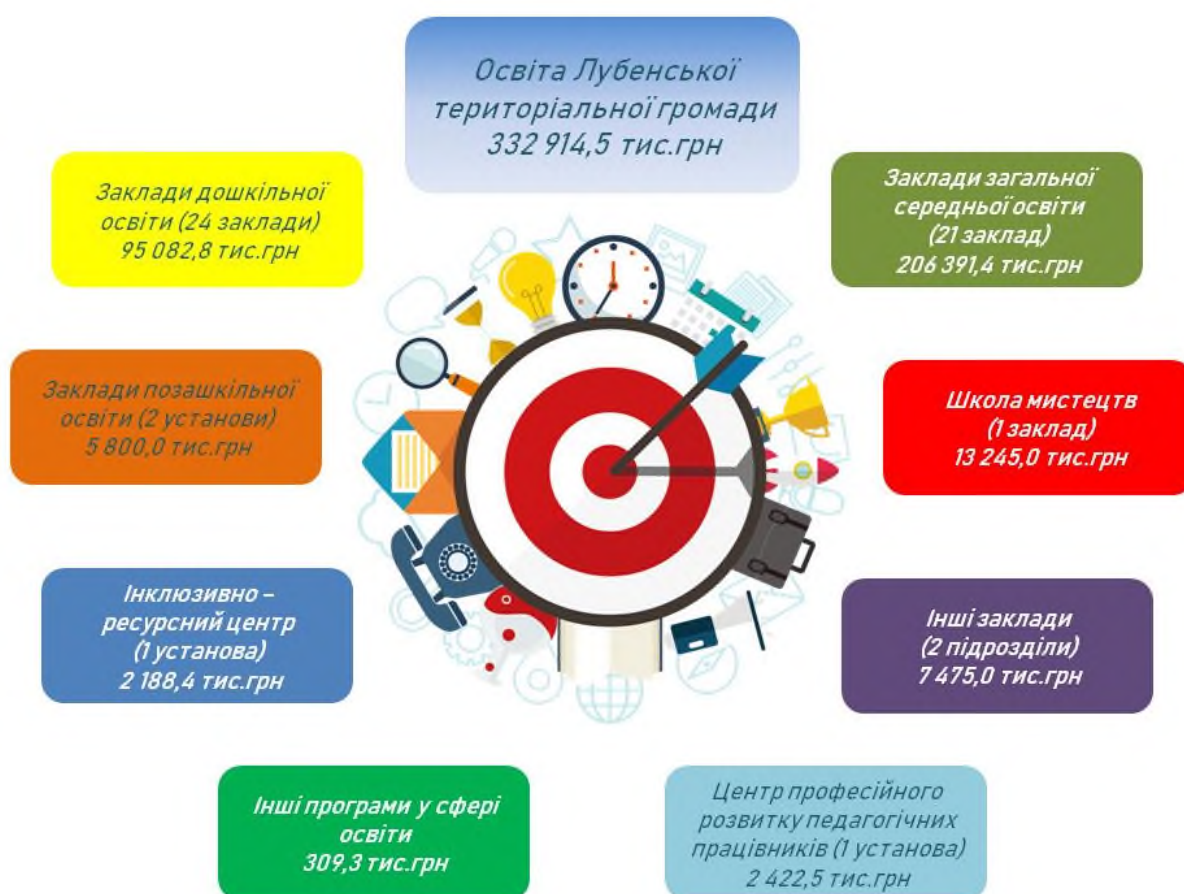 Освіта Лубенської
територіальної громади
332 914,5 тис.грн
Заклади дошкільної
освіти (24 заклади)
95 082,8 тис.грн
Заклади загальної
середньої освіти
(21 заклад)
206 391,4 тис.грн
Заклади позашкільної
освіти (2 установи)
5 800,0 тис.грн
Школа мистецтв
(1 заклад)
13 245,0 тис.грн
Інклюзивно –
ресурсний центр
(1 установа)
2 188,4 тис.грн
Інші заклади
(2 підрозділи)
7 475,0 тис.грн
Інші програми у сфері
освіти
309,3 тис.грн
Центр професійного
розвитку педагогічних
працівників (1 установа)
2 422,5 тис.грн